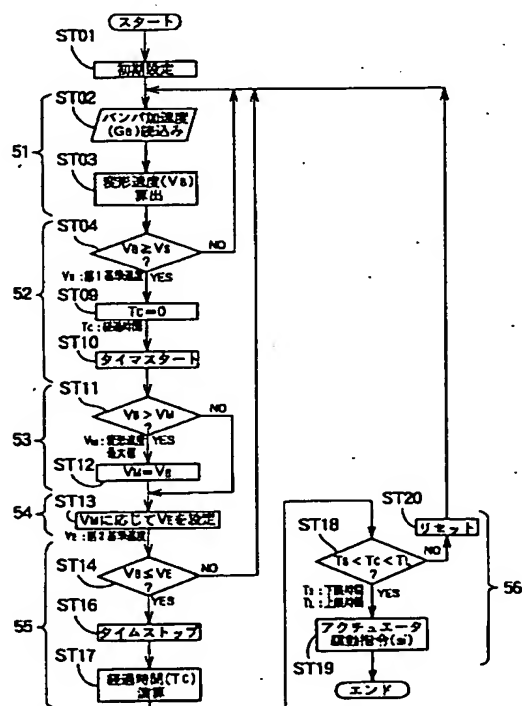 スタート
ST01
初期設定
ST02
バンパ加速度
(GB)読込み
51
ST03
変形速度(VB)
算出
ST04
VB≧VS
?
NO
VS:第1基準速度
YES
52
ST09
TC=0
TC:経過時間
ST10
タイマスタート
ST11
VB>VM
?
NO
VM:変形速度
最大値
YES
53
ST12
VM=VB
54
ST13
VMに応じてVEを設定
VE:第2基準速度
ST14
VB≦VE
?
NO
YES
55
ST16
タイムストップ
ST17
経過時間(TC)
演算
ST20
リセット
ST18
TS<TC<TL
?
NO
TS:下限時間
TL:上限時間
YES
56
アクチュエータ
駆動指令(si)
ST19
エンド